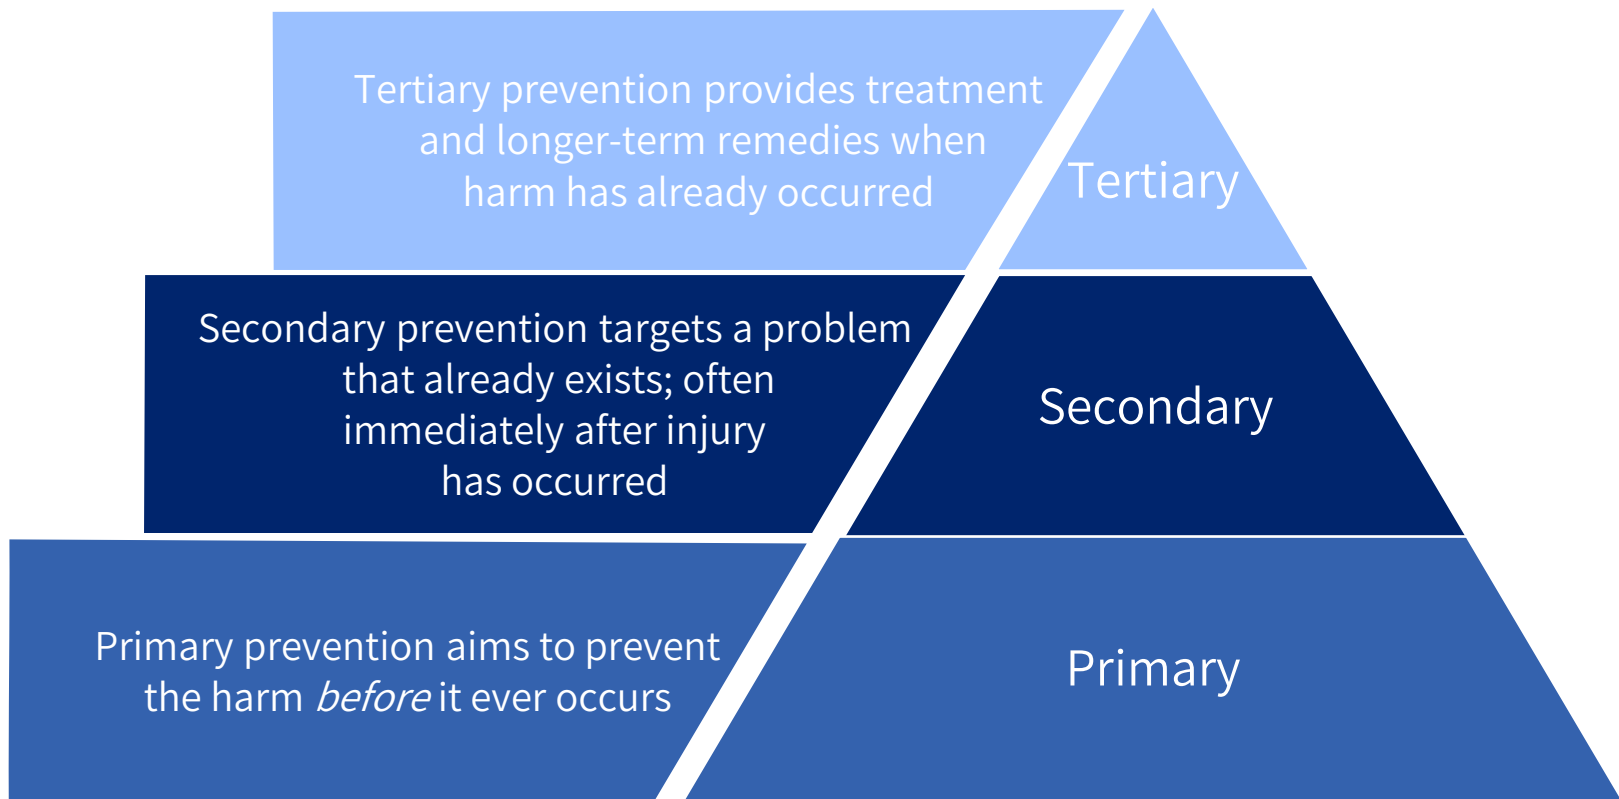 Tertiary prevention provides treatment
and longer-term remedies when
harm has already occurred
Tertiary
Secondary prevention targets a problem
that already exists; often
immediately after injury
has occurred
Secondary
Primary prevention aims to prevent
the harm before it ever occurs
Primary